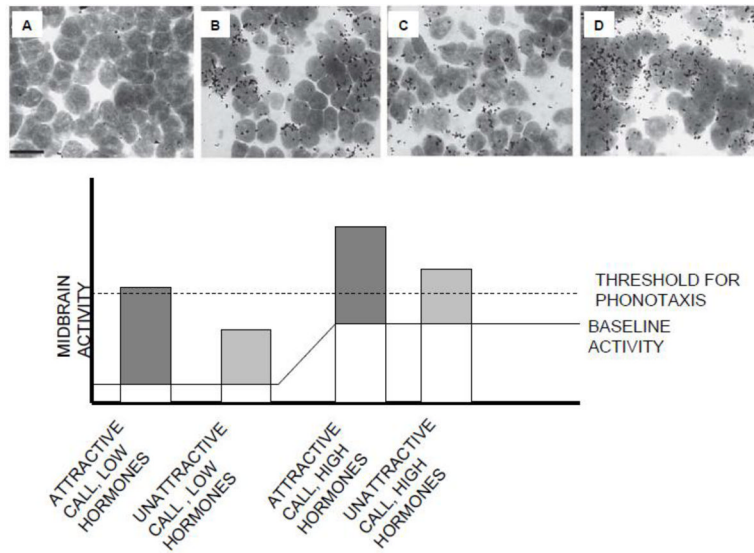 A
B
C
D
MIDBRAIN
ACTIVITY
THRESHOLD FOR
PHONOTAXIS
BASELINE
ACTIVITY
ATTRACTIVE
CALL, LOW
HORMONES
UNATTRACTIVE
CALL , LOW
HORMONES
ATTRACTIVE
CALL, HIGH
HORMONES
UNATTRACTIVE
CALL, HIGH
HORMONES